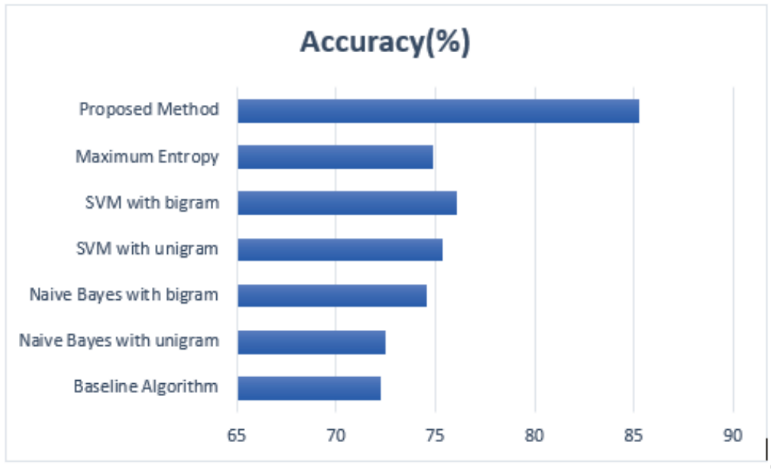 Accuracy(%)
Proposed Method
Maximum Entropy
SVM with bigram
SVM with unigram
Naive Bayes with bigram
Naive Bayes with unigram
Baseline Algorithm
65 70 75 80 85 90